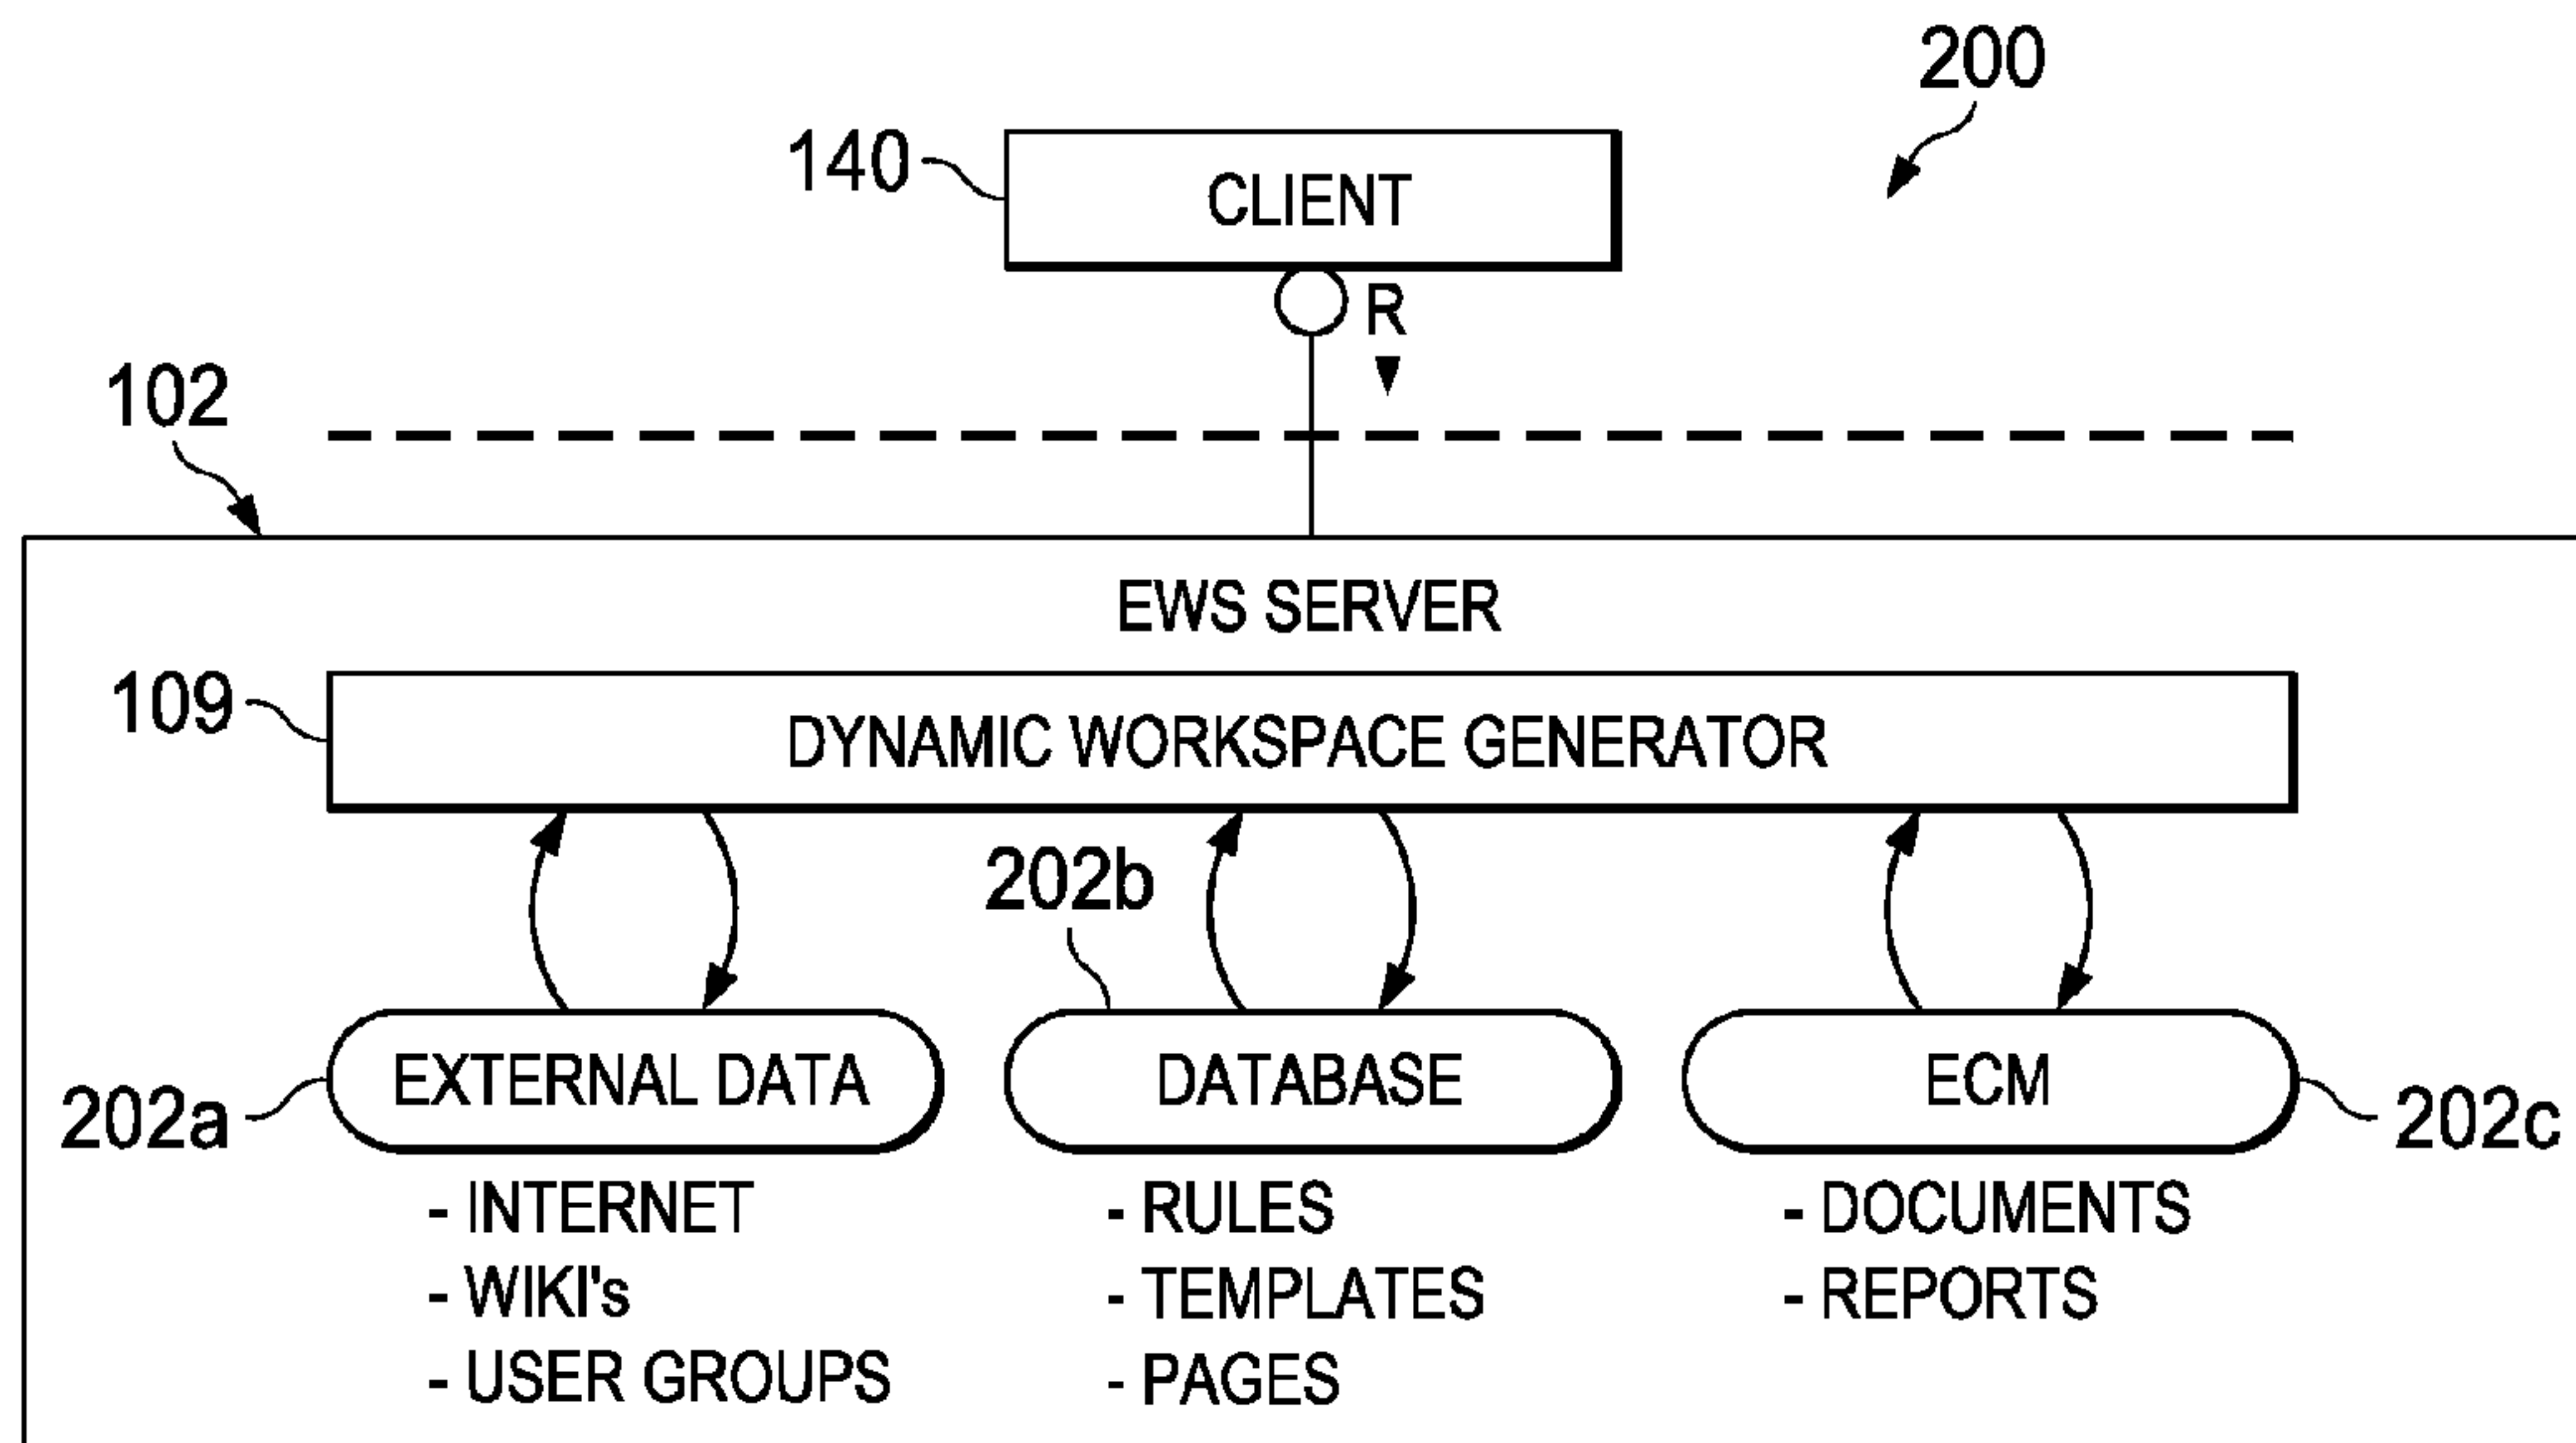 200
140
CLIENT
R
102
EWS SERVER
109
DYNAMIC WORKSPACE GENERATOR
202b
EXTERNAL DATA
DATABASE
ECM
202a
202c
- INTERNET
- WIKI's
- USER GROUPS
- RULES
- TEMPLATES
- PAGES
- DOCUMENTS
- REPORTS